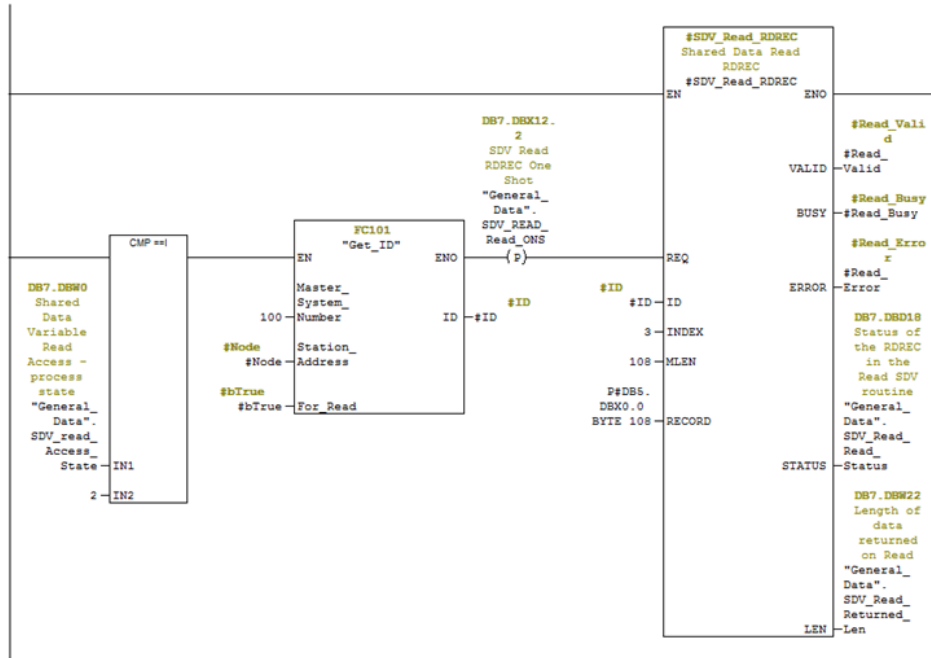 #SDV_Read_RDREC
Shared Data Read
RDREC
#SDV_Read_RDREC
EN
ENO
DB7.DBX12.
2
SDV Read
RDREC One
Shot
"General_
Data".
SDV_READ_
Read_ONS
(P)
#Read_Vali
d
#Read_
VALID
Valid
#Read_Busy
BUSY
#Read_Busy
#Read_Erro
r
#Read_
ERROR
Error
CMP ==I
FC101
"Get_ID"
EN
ENO
REQ
Master_
System_
100
Number
ID
#ID
#ID
#Node
Station_
#Node
Address
#bTrue
#bTrue
For_Read
#ID
#ID
ID
3
INDEX
108
MLEN
P#DB5.
DBX0.0
BYTE 108
RECORD
DB7.DBW0
Shared
Data
Variable
Read
Access -
process
state
"General_
Data".
SDV_read_
Access_
State
IN1
2
IN2
DB7.DBD18
Status of
the RDREC
in the
Read SDV
routine
"General_
Data".
SDV_Read_
Read_
STATUS
Status
DB7.DBW22
Length of
data
returned
on Read
"General_
Data".
SDV_Read_
Returned_
LEN
Len